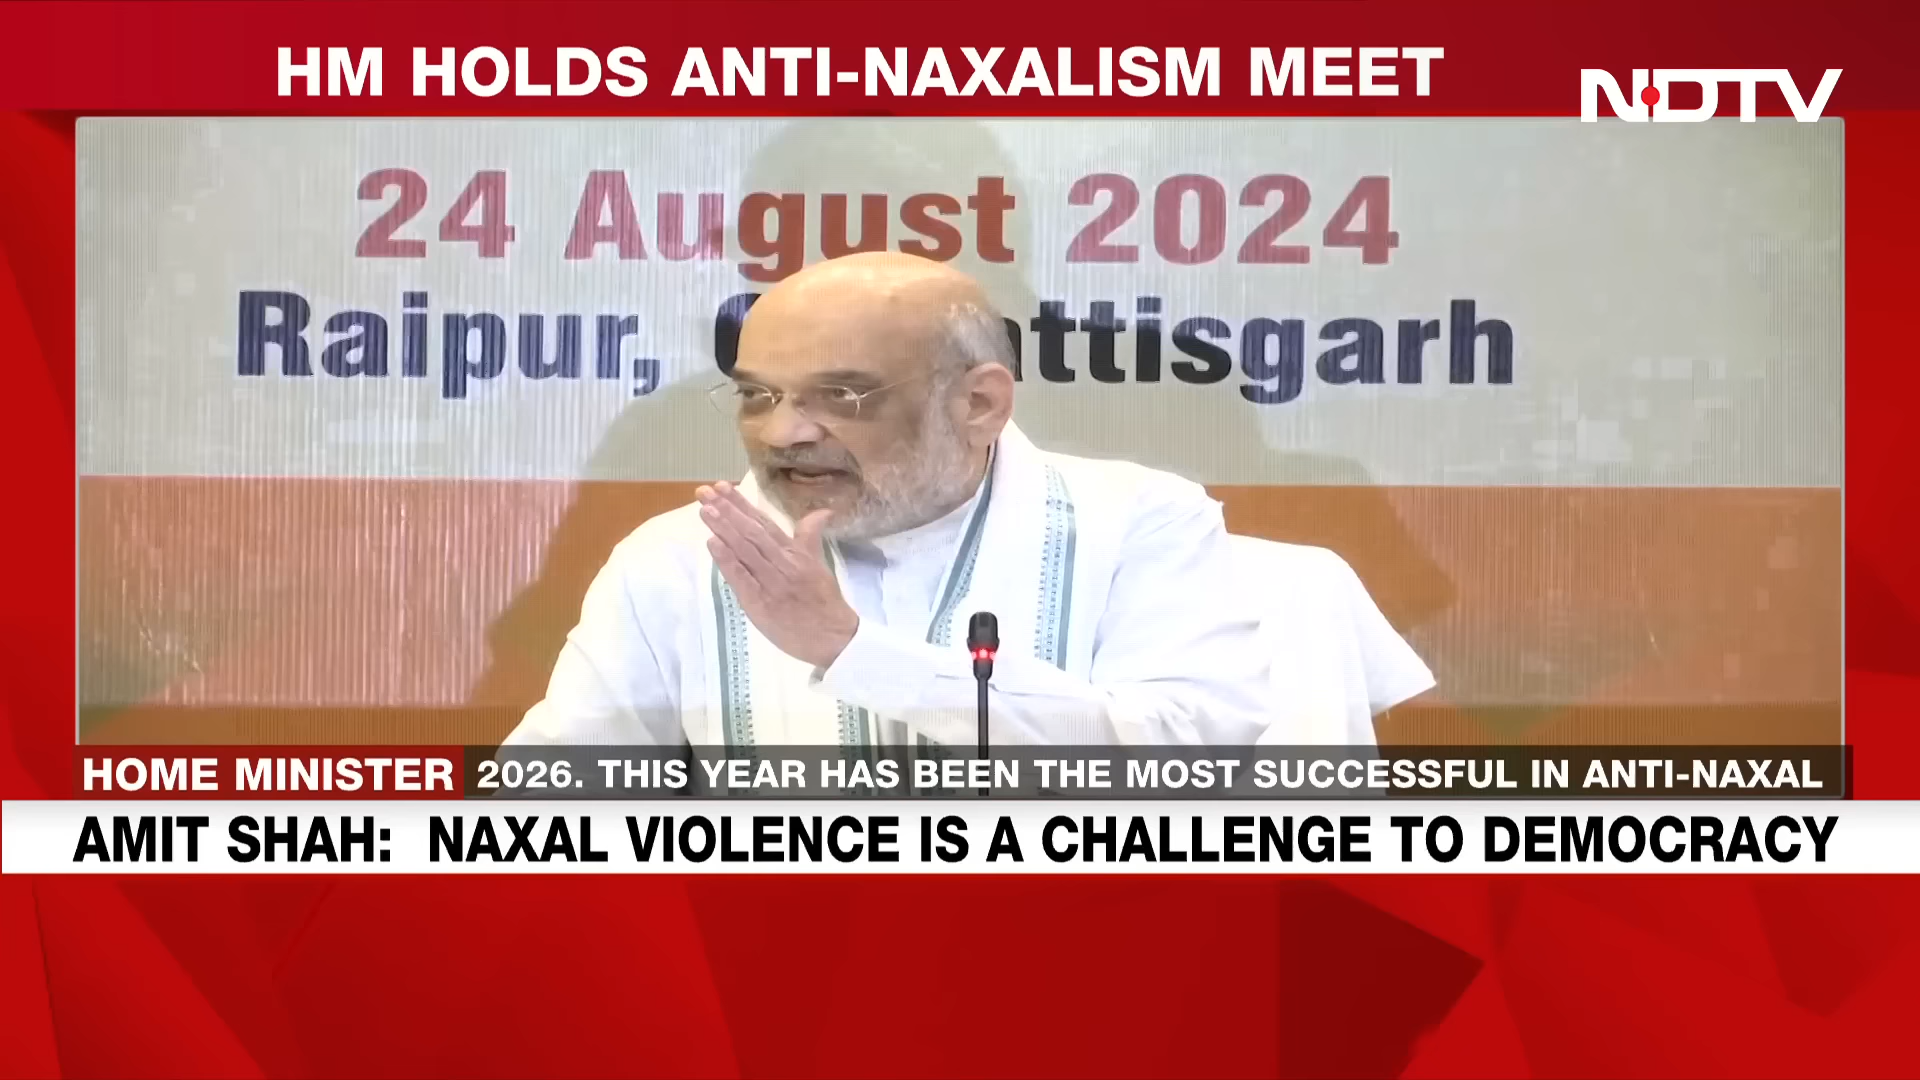 HM HOLDS ANTI-NAXALISM MEET
NDTV
24 August 2024
Raipur,
HOME MINISTER
2026. THIS YEAR HAS BEEN THE MOST SUCCESSFUL IN ANTI-NAXAL
AMIT SHAH: NAXAL VIOLENCE IS A CHALLENGE TO DEMOCRACY